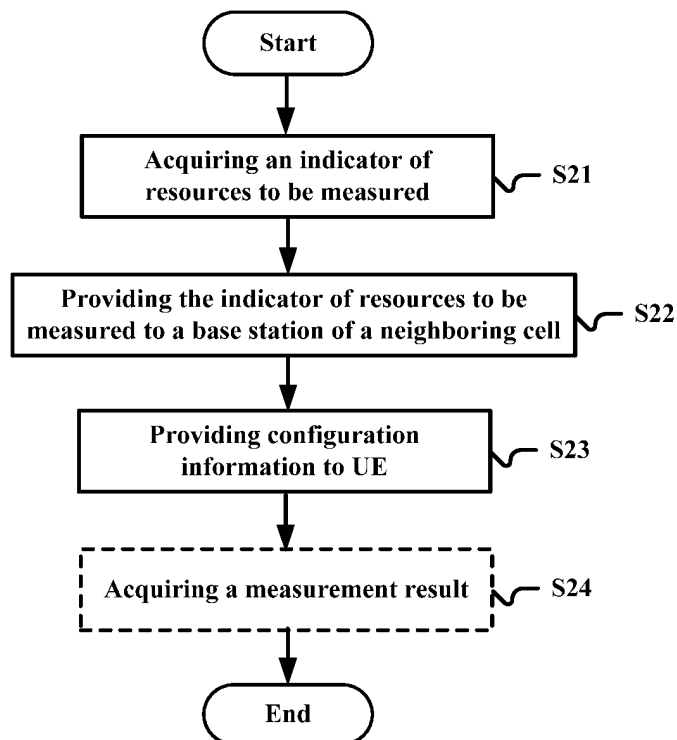 Start
Acquiring an indicator of
resources to be measured
S21
Providing the indicator of resources to be
measured to a base station of a neighboring cell
S22
Providing configuration
information to UE
S23
Acquiring a measurement result
S24
End